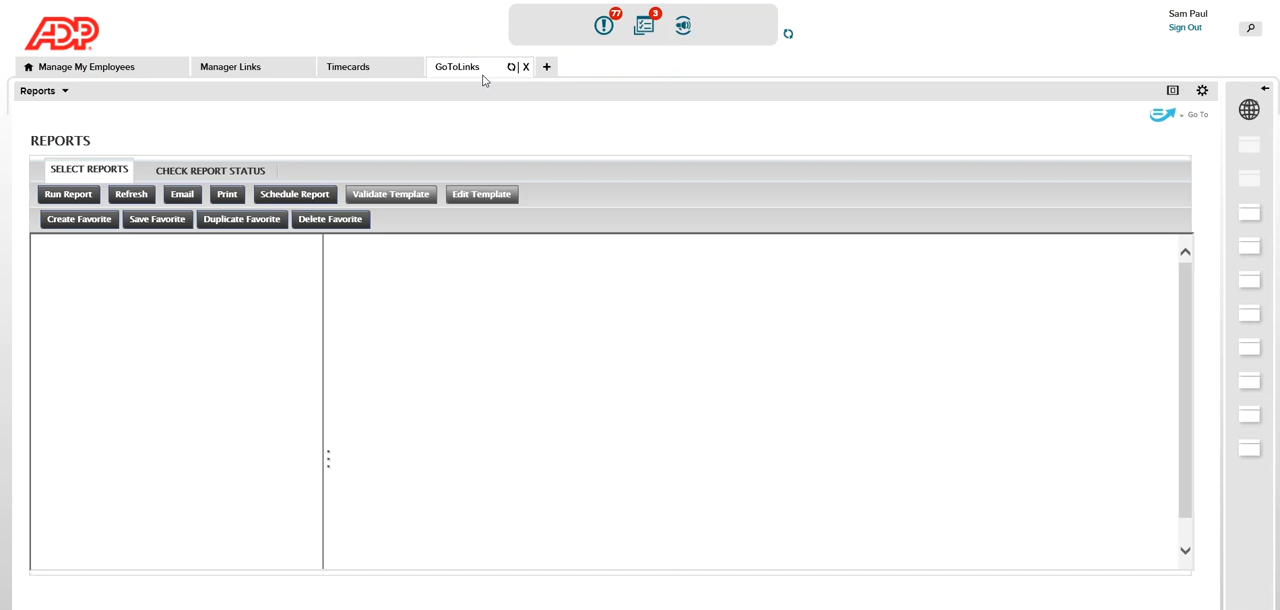 ADP
77
3
Sam Paul
Sign Out
Manage My Employees
Manager Links
Timecards
GoToLinks
X
+
Reports
Go To
REPORTS
SELECT REPORTS
CHECK REPORT STATUS
Run Report
Refresh
Email
Print
Schedule Report
Validate Template
Edit Template
Create Favorite
Save Favorite
Duplicate Favorite
Delete Favorite